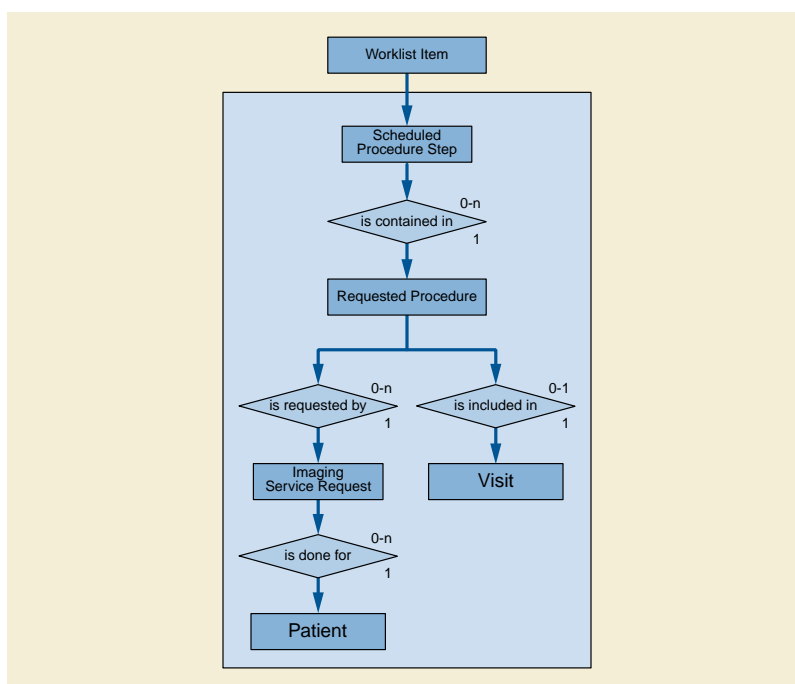 Worklist Item
Scheduled
Procedure Step
0-n
is contained in
1
Requested Procedure
0-n
is requested by
1
0-1
is included in
1
Imaging
Service Request
Visit
0-n
is done for
1
Patient